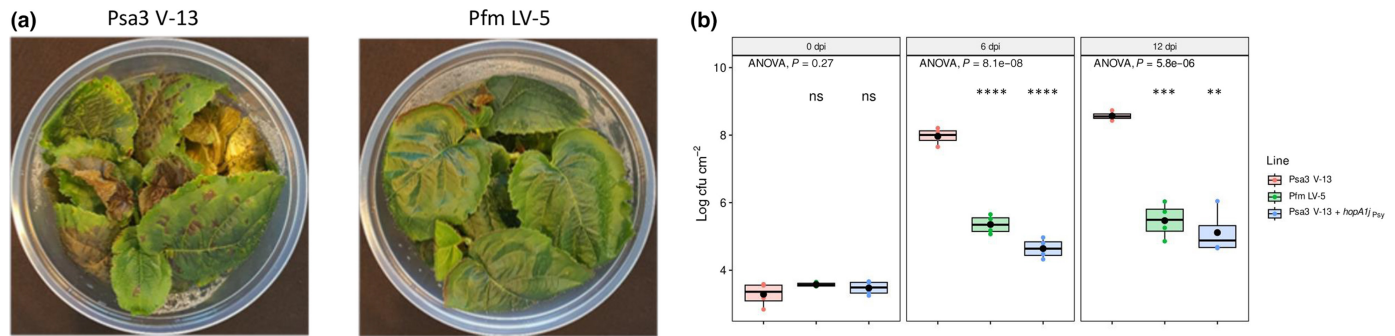 (a)
Psa3 V-13
Pfm LV-5
(b)
0 dpi
6 dpi
12 dpi
ANOVA, P = 0.27
ANOVA, P = 8.1e−08
ANOVA, P = 5.8e−06
ns
ns
****
****
***
**
10
8
6
4
Log cfu cm−2
Line
Psa3 V-13
Pfm LV-5
Psa3 V-13 + hopA1j Psy